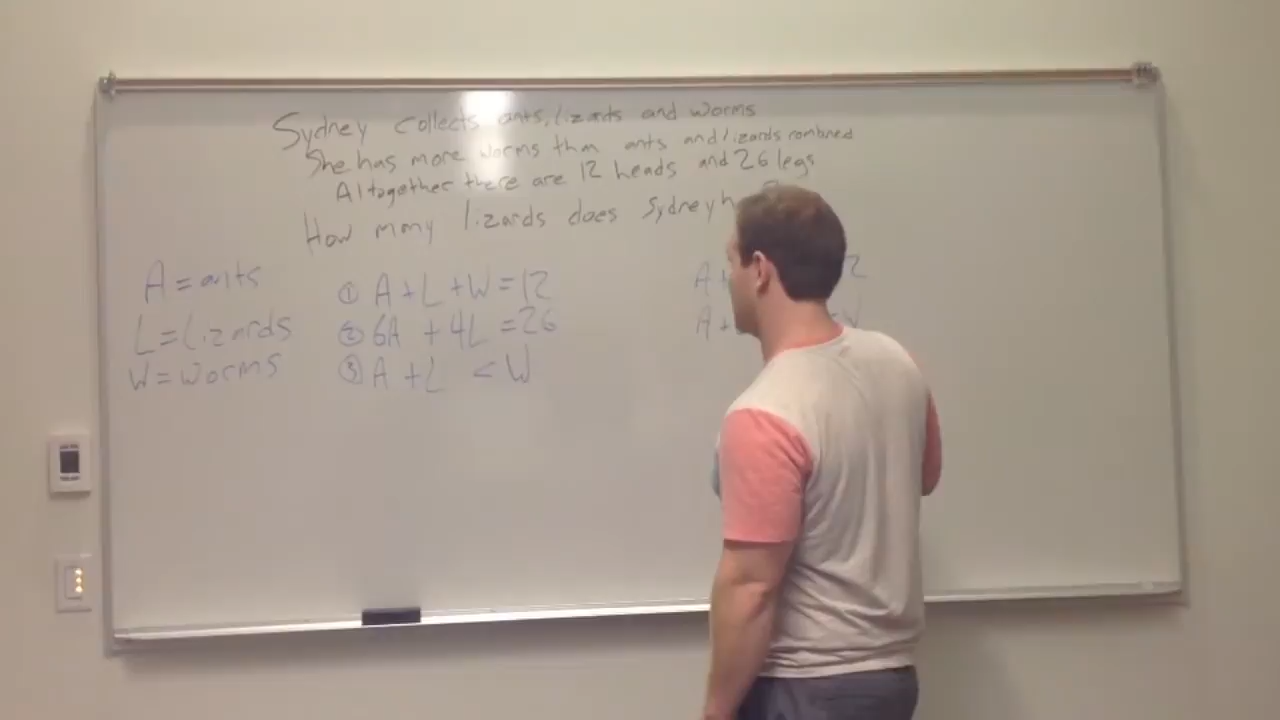 Sydney collects ants, lizards and worms
She has more worms than ants and lizards combined
Altogether there are 12 heads and 26 legs
How many lizards does Sydney h
A = ants
L = Lizards
W = worms
① A + L + W = 12
② 6A + 4L = 26
③ A + L < W
A + 2
A + < W